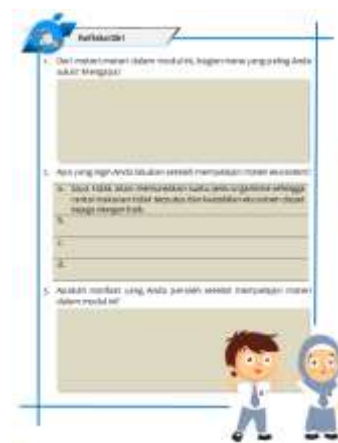 Refleksi Diri
1. Dari materi-materi dalam modul ini, bagian mana yang paling Anda
sukai? Mengapa?
2. Apa yang ingin Anda lakukan setelah mempelajari materi ekosistem?
a. Saya tidak akan memunahkan suatu jenis organisme sehingga
rantai makanan tidak terputus dan keseimbangan ekosistem dapat
terjaga dengan baik.
b.
c.
d.
3. Apakah manfaat yang Anda peroleh setelah mempelajari materi
dalam modul ini?